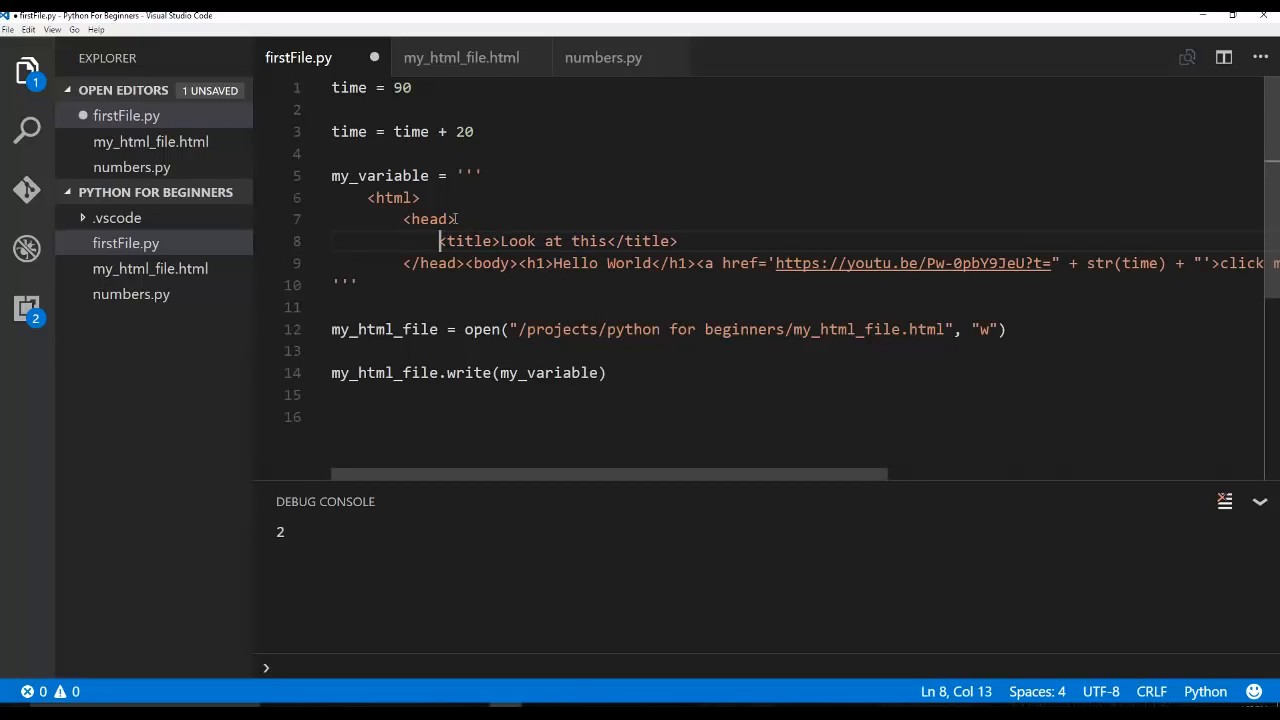 firstFile.py - Python For Beginners - Visual Studio Code
File Edit View Go Help
EXPLORER
OPEN EDITORS 1 UNSAVED
firstFile.py
my_html_file.html
numbers.py
PYTHON FOR BEGINNERS
.vscode
firstFile.py
my_html_file.html
numbers.py
1
2
firstFile.py my_html_file.html numbers.py
1 time = 90
2
3 time = time + 20
4
5 my_variable = '''
6 <html>
7 <head>
8 <title>Look at this</title>
9 </head><body><h1>Hello World</h1><a href='https://youtu.be/Pw-0pbY9JeU?t=" + str(time) + "'>click m
10 '''
11
12 my_html_file = open("/projects/python for beginners/my_html_file.html", "w")
13
14 my_html_file.write(my_variable)
15
16
DEBUG CONSOLE
2
0 0 Ln 8, Col 13 Spaces: 4 UTF-8 CRLF Python